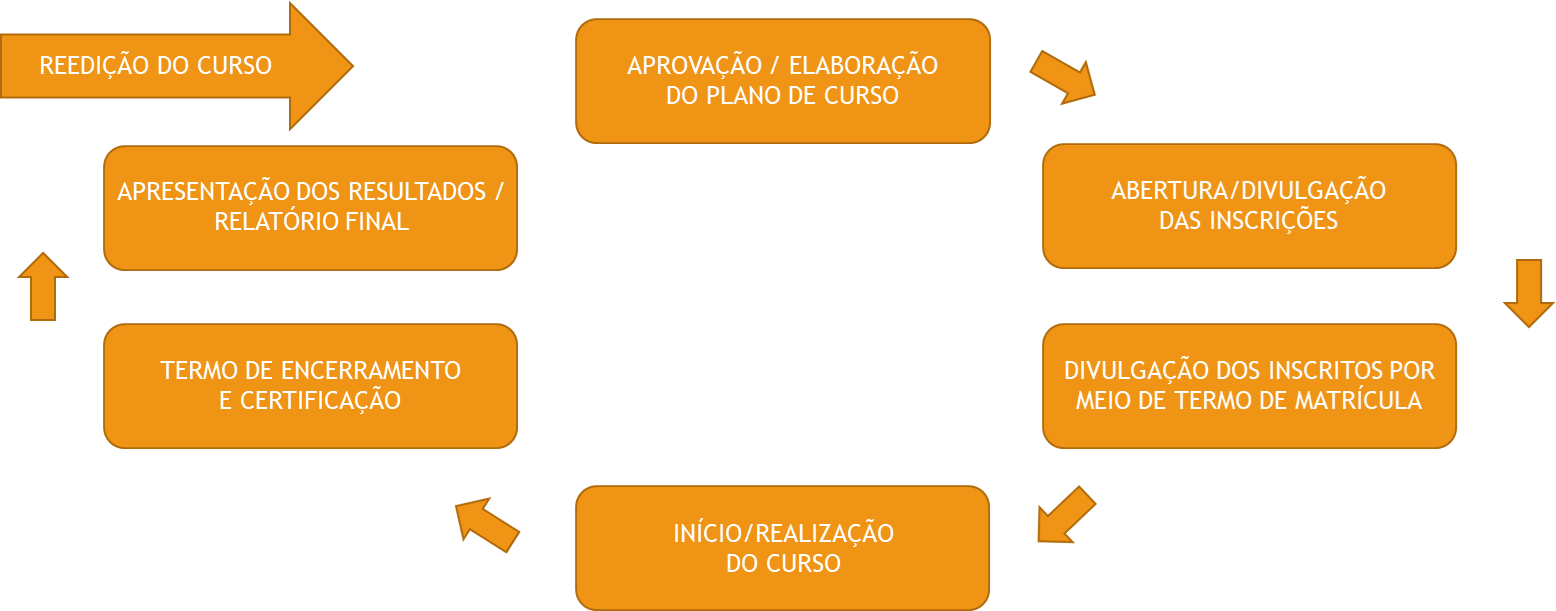 REEDIÇÃO DO CURSO
APROVAÇÃO / ELABORAÇÃO
DO PLANO DE CURSO
ABERTURA/DIVULGAÇÃO
DAS INSCRIÇÕES
DIVULGAÇÃO DOS INSCRITOS POR
MEIO DE TERMO DE MATRÍCULA
INÍCIO/REALIZAÇÃO
DO CURSO
TERMO DE ENCERRAMENTO
E CERTIFICAÇÃO
APRESENTAÇÃO DOS RESULTADOS /
RELATÓRIO FINAL